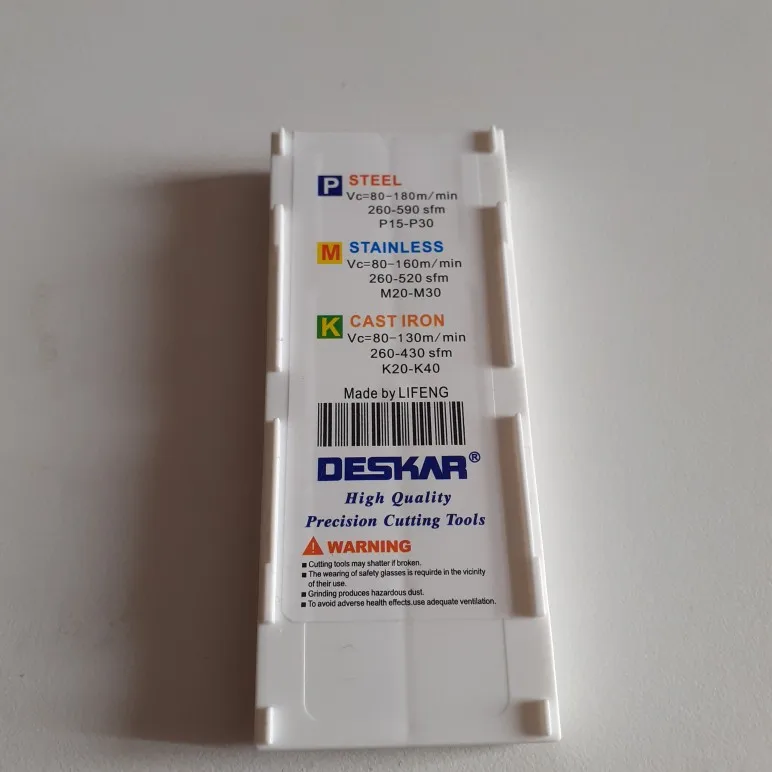 P STEEL
Vc=80-180m/min
260-590 sfm
P15-P30
M STAINLESS
Vc=80-160m/min
260-520 sfm
M20-M30
K CAST IRON
Vc=80-130m/min
260-430 sfm
K20-K40
Made by LIFENG
DESKAR®
High Quality
Precision Cutting Tools
WARNING
■ Cutting tools may shatter if broken.
■ The wearing of safety glasses is requirde in the vicinity
of their use.
■ Grinding produces hazardous dust.
■ To avoid adverse health effects.use adequate ventilation.